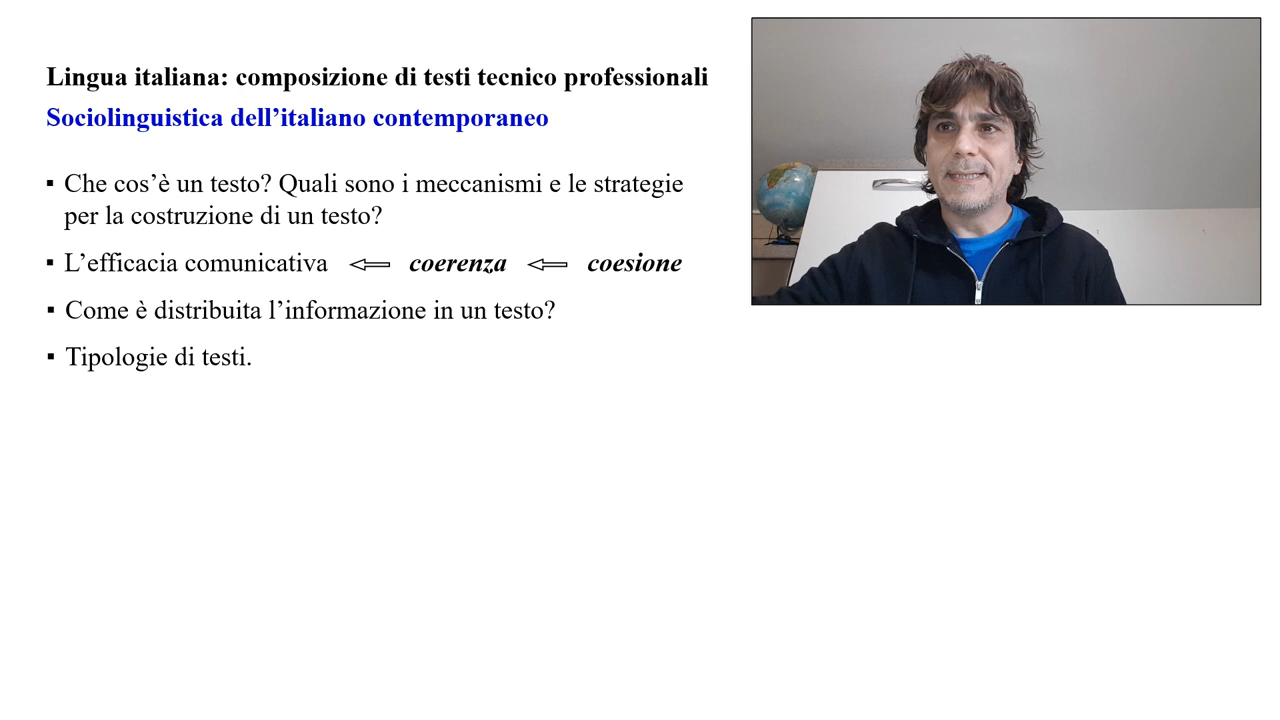 Lingua italiana: composizione di testi tecnico professionali
Sociolinguistica dell’italiano contemporaneo
▪ Che cos’è un testo? Quali sono i meccanismi e le strategie
per la costruzione di un testo?
▪ L’efficacia comunicativa ⇐ coerenza ⇐ coesione
▪ Come è distribuita l’informazione in un testo?
▪ Tipologie di testi.